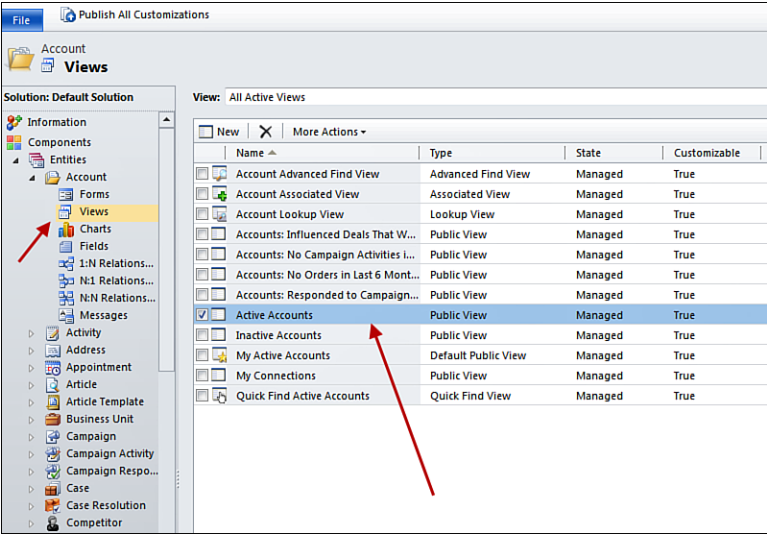 File
Publish All Customizations
Account
Views
Solution: Default Solution
Information
Components
Entities
Account
Forms
Views
Charts
Fields
1:N Relations...
N:1 Relations...
N:N Relations...
Messages
Activity
Address
Appointment
Article
Article Template
Business Unit
Campaign
Campaign Activity
Campaign Respo...
Case
Case Resolution
Competitor
View: All Active Views
New More Actions
Name Type State Customizable
Account Advanced Find View Advanced Find View Managed True
Account Associated View Associated View Managed True
Account Lookup View Lookup View Managed True
Accounts: Influenced Deals That W... Public View Managed True
Accounts: No Campaign Activities i... Public View Managed True
Accounts: No Orders in Last 6 Mont... Public View Managed True
Accounts: Responded to Campaign... Public View Managed True
Active Accounts Public View Managed True
Inactive Accounts Public View Managed True
My Active Accounts Default Public View Managed True
My Connections Public View Managed True
Quick Find Active Accounts Quick Find View Managed True